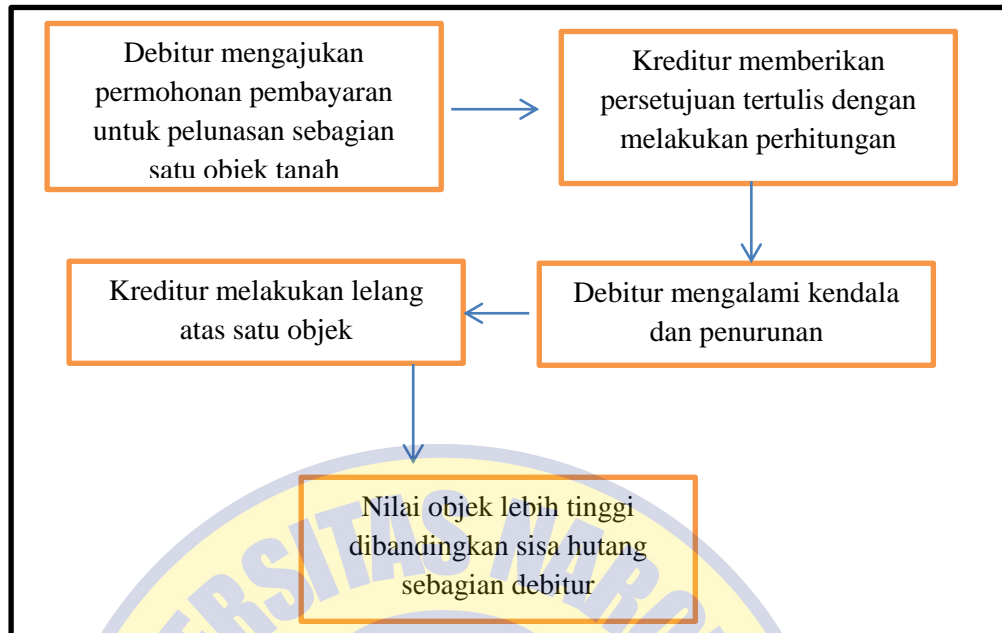 Debitur mengajukan
permohonan pembayaran
untuk pelunasan sebagian
satu objek tanah
Kreditur memberikan
persetujuan tertulis dengan
melakukan perhitungan
Debitur mengalami kendala
dan penurunan
Kreditur melakukan lelang
atas satu objek
Nilai objek lebih tinggi
dibandingkan sisa hutang
sebagian debitur